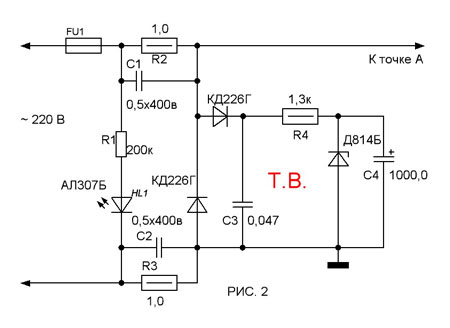 FU1
1,0
R2
К точке А
C1
0,5х400в
КД226Г
1,3к
R4
~ 220 В
R1
200к
Д814Б
АЛ307Б
HL1
КД226Г
Т.В.
+
C4
1000,0
0,5х400в
C2
C3
0,047
R3
1,0
РИС. 2